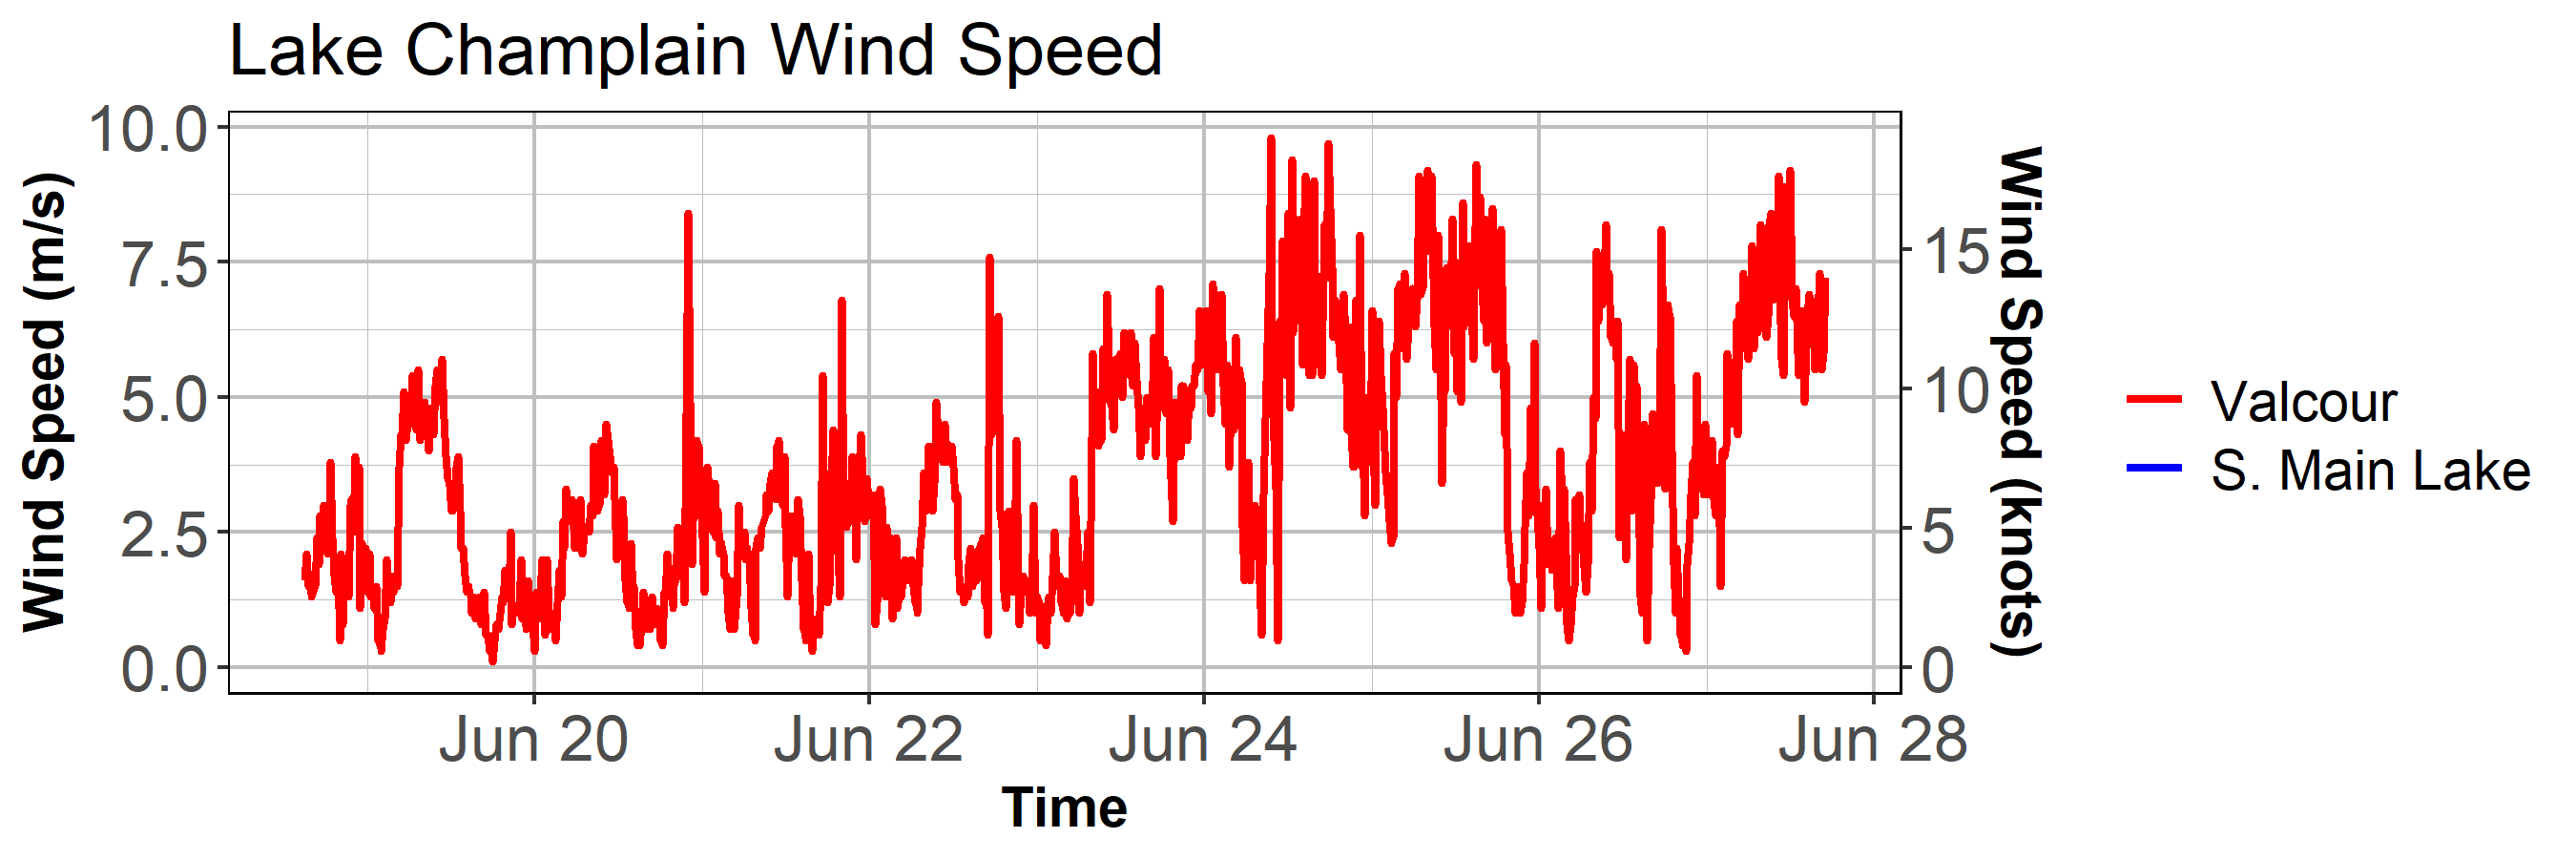 Lake Champlain Wind Speed
Wind Speed (m/s)
10.0
7.5
5.0
2.5
0.0
Wind Speed (knots)
15
10
5
0
Jun 20
Jun 22
Jun 24
Jun 26
Jun 28
Time
Valcour
S. Main Lake